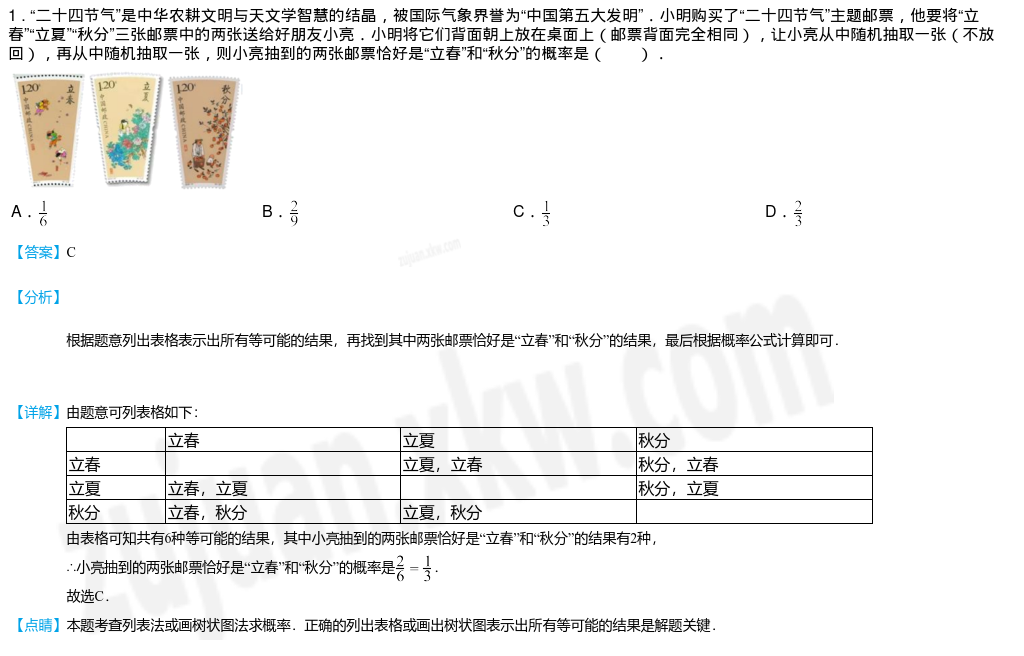 1．“二十四节气”是中华农耕文明与天文学智慧的结晶，被国际气象界誉为“中国第五大发明”．小明购买了“二十四节气”主题邮票，他要将“立
春”“立夏”“秋分”三张邮票中的两张送给好朋友小亮．小明将它们背面朝上放在桌面上（邮票背面完全相同），让小亮从中随机抽取一张（不放
回），再从中随机抽取一张，则小亮抽到的两张邮票恰好是“立春”和“秋分”的概率是（　　）．
1.20 立春 中国邮政 CHINA
1.20 立夏 中国邮政 CHINA
1.20 秋分 中国邮政 CHINA
A．1/6 B．2/9 C．1/3 D．2/3
【答案】C
【分析】
根据题意列出表格表示出所有等可能的结果，再找到其中两张邮票恰好是“立春”和“秋分”的结果，最后根据概率公式计算即可．
【详解】由题意可列表格如下：
立春 立夏 秋分
立春 立夏，立春 秋分，立春
立夏 立春，立夏 秋分，立夏
秋分 立春，秋分 立夏，秋分
由表格可知共有6种等可能的结果，其中小亮抽到的两张邮票恰好是“立春”和“秋分”的结果有2种，
∴小亮抽到的两张邮票恰好是“立春”和“秋分”的概率是2/6=1/3．
故选C．
【点睛】本题考查列表法或画树状图法求概率．正确的列出表格或画出树状图表示出所有等可能的结果是解题关键．
zujuan.xkw.com
zujuan.xkw.com